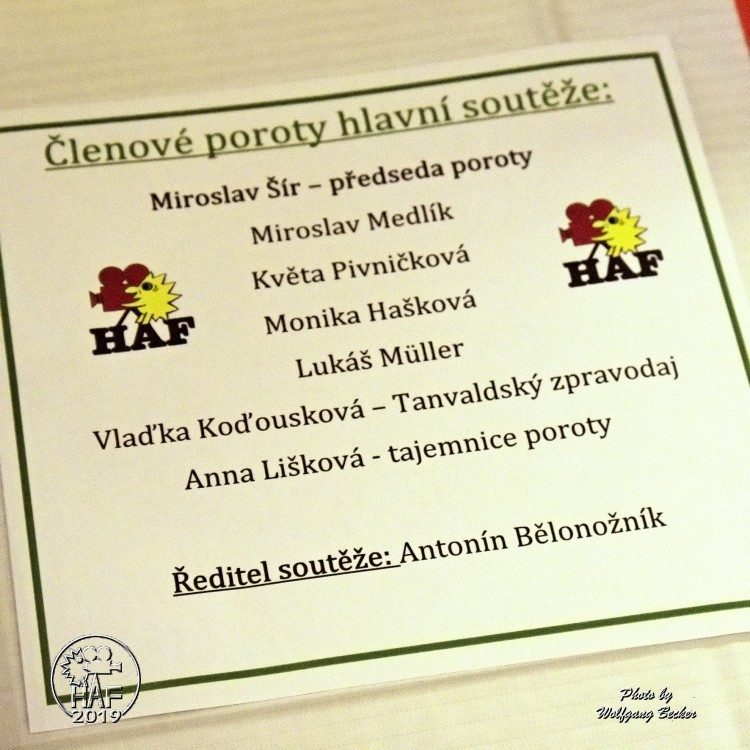 Členové poroty hlavní soutěže:
Miroslav Šír – předseda poroty
Miroslav Medlík
Květa Pivničková
Monika Hašková
Lukáš Müller
Vlaďka Koďousková – Tanvaldský zpravodaj
Anna Lišková - tajemnice poroty
Ředitel soutěže: Antonín Bělonožník
HAF
HAF
HAF
2019
Photo by
Wolfgang Becker